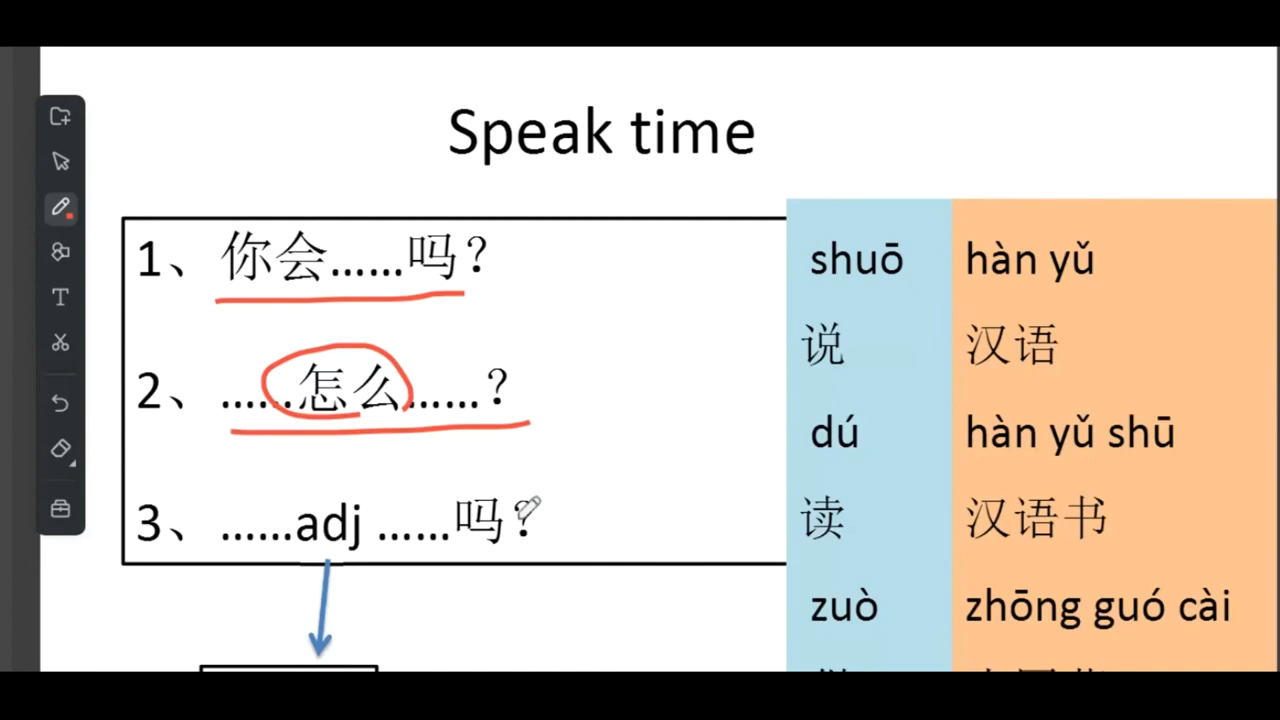 Speak time
1、你会……吗？
2、……怎么……？
3、……adj ……吗？
shuō hàn yǔ
说 汉语
dú hàn yǔ shū
读 汉语书
zuò zhōng guó cài